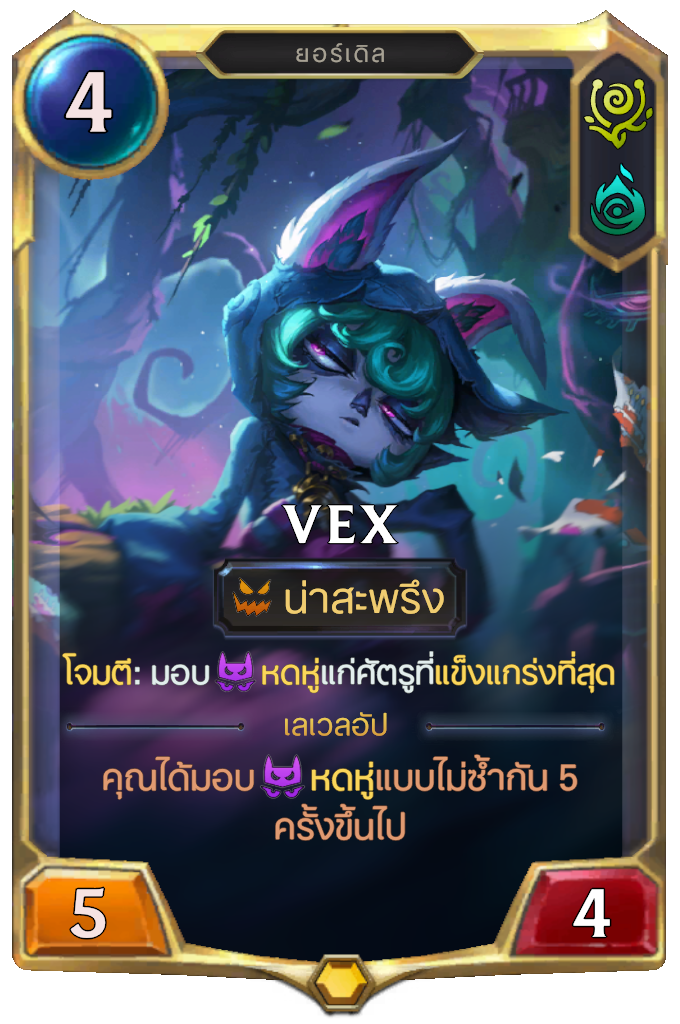 ยอร์เดิล
4
VEX
น่าสะพรึง
โจมตี: มอบ หดหู่แก่ศัตรูที่แข็งแกร่งที่สุด
เลเวลอัป
คุณได้มอบ หดหู่แบบไม่ซ้ำกัน 5
ครั้งขึ้นไป
5
4